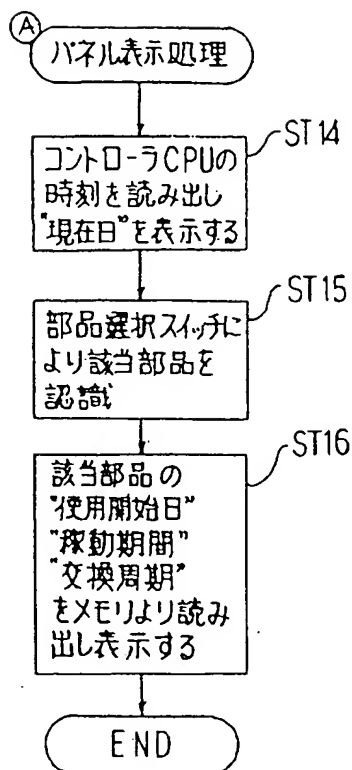 A
パネル表示処理
ST14
コントローラCPUの
時刻を読み出し
"現在日"を表示する
ST15
部品選択スイッチに
より該当部品を
認識
ST16
該当部品の
"使用開始日"
"稼動期間"
"交換周期"
をメモリより読み
出し表示する
END